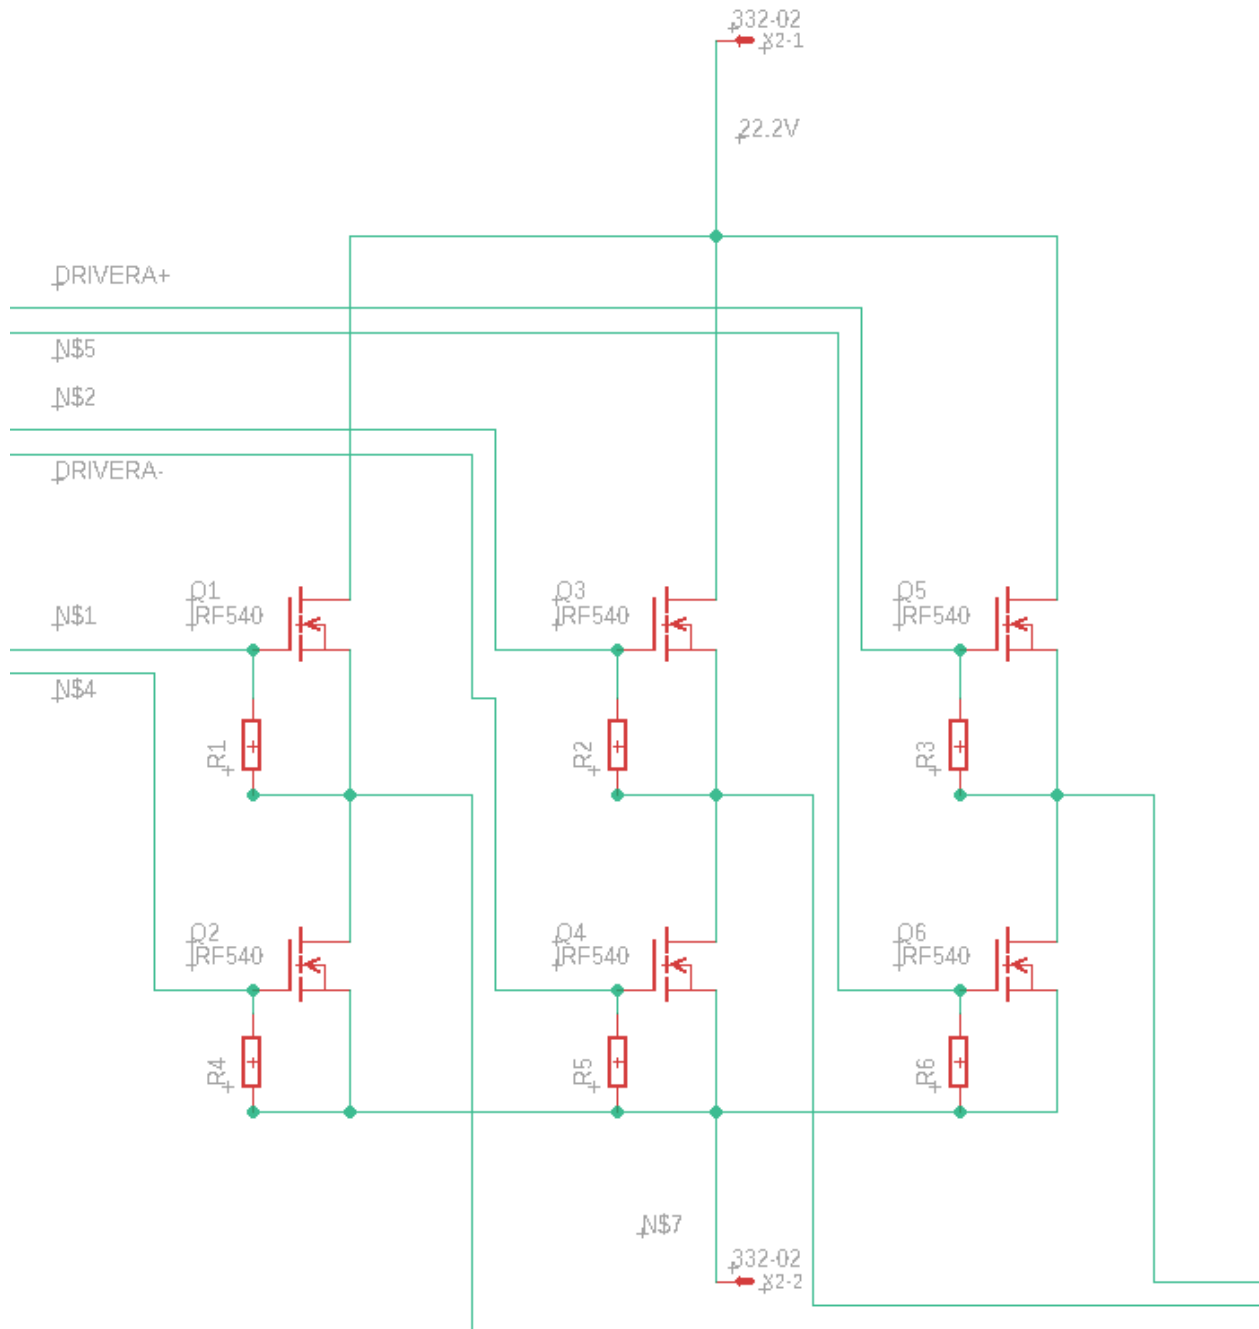 332-02
X2-1
22.2V
DRIVERA+
N$5
N$2
DRIVERA-
N$1
N$4
Q1
IRF540
Q3
IRF540
Q5
IRF540
R1
R2
R3
Q2
IRF540
Q4
IRF540
Q6
IRF540
R4
R5
R6
N$7
332-02
X2-2